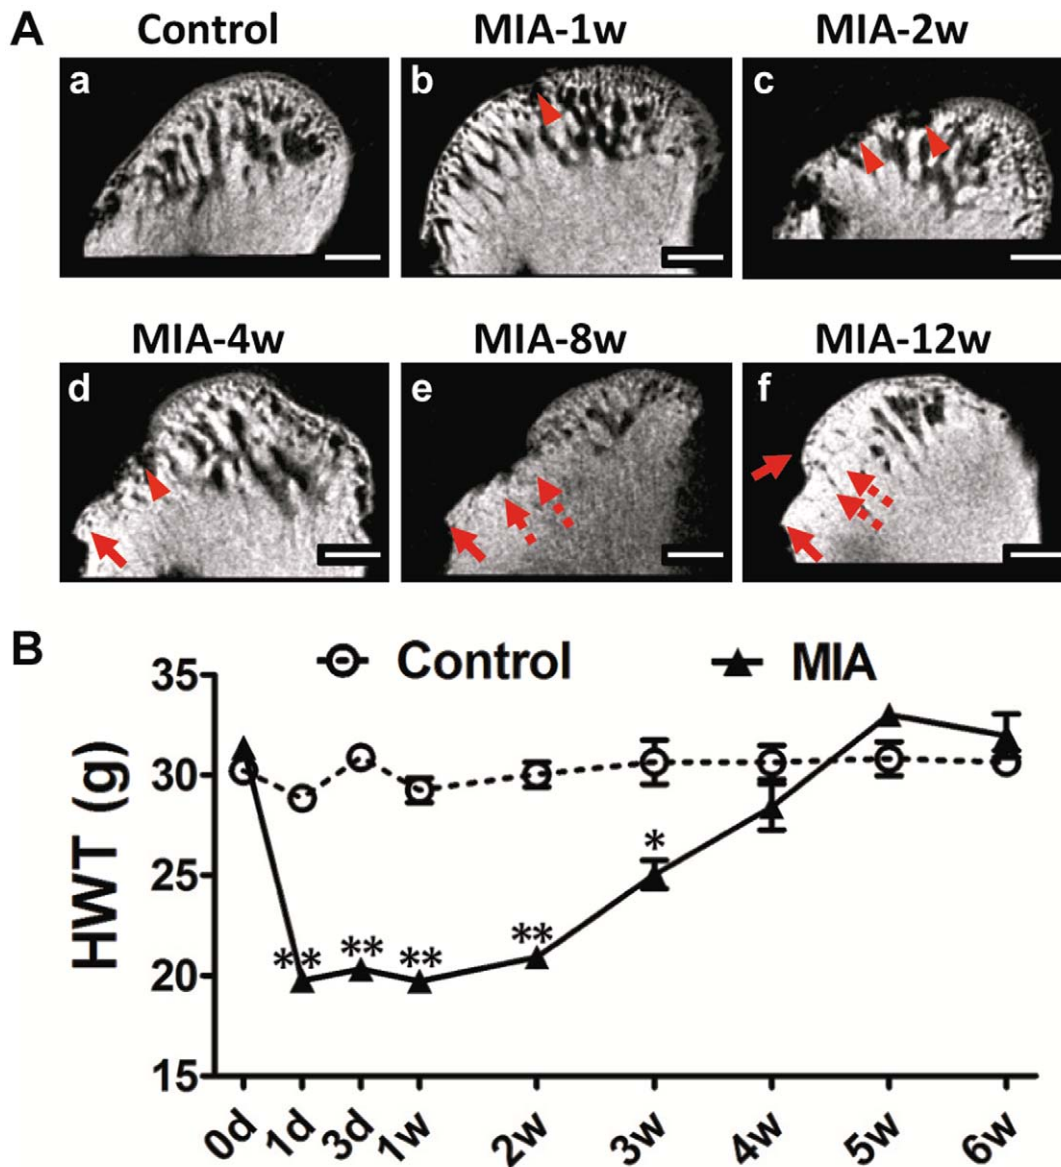 A
Control MIA-1w MIA-2w
a b c
MIA-4w MIA-8w MIA-12w
d e f
B
Control MIA
HWT (g)
35
30
25
20
15
** ** ** ** *
0d 1d 3d 1w 2w 3w 4w 5w 6w